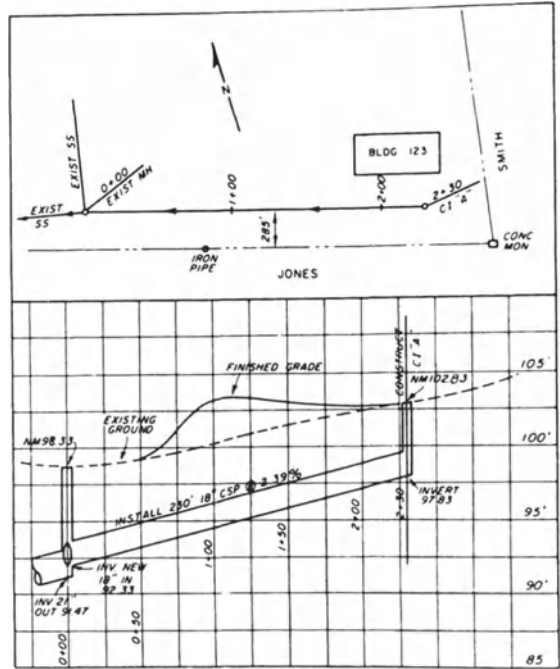 N
BLDG 123
SMITH
EXIST SS
0+00
EXIST MH
1+00
2+00
2+30
CI "A"
EXIST
SS
285'
IRON
PIPE
JONES
CONC
MON
CONSTRUCT
CI "A"
105'
FINISHED GRADE
NM102.83
EXISTING
GROUND
NM98.33
100'
INSTALL 230' 18" CSP @ 2.39%
INVERT
97.83
95'
2+30
2+00
1+50
1+00
INV NEW
18" IN
92.33
INV 21"
OUT 91.47
90'
0+50
0+00
85